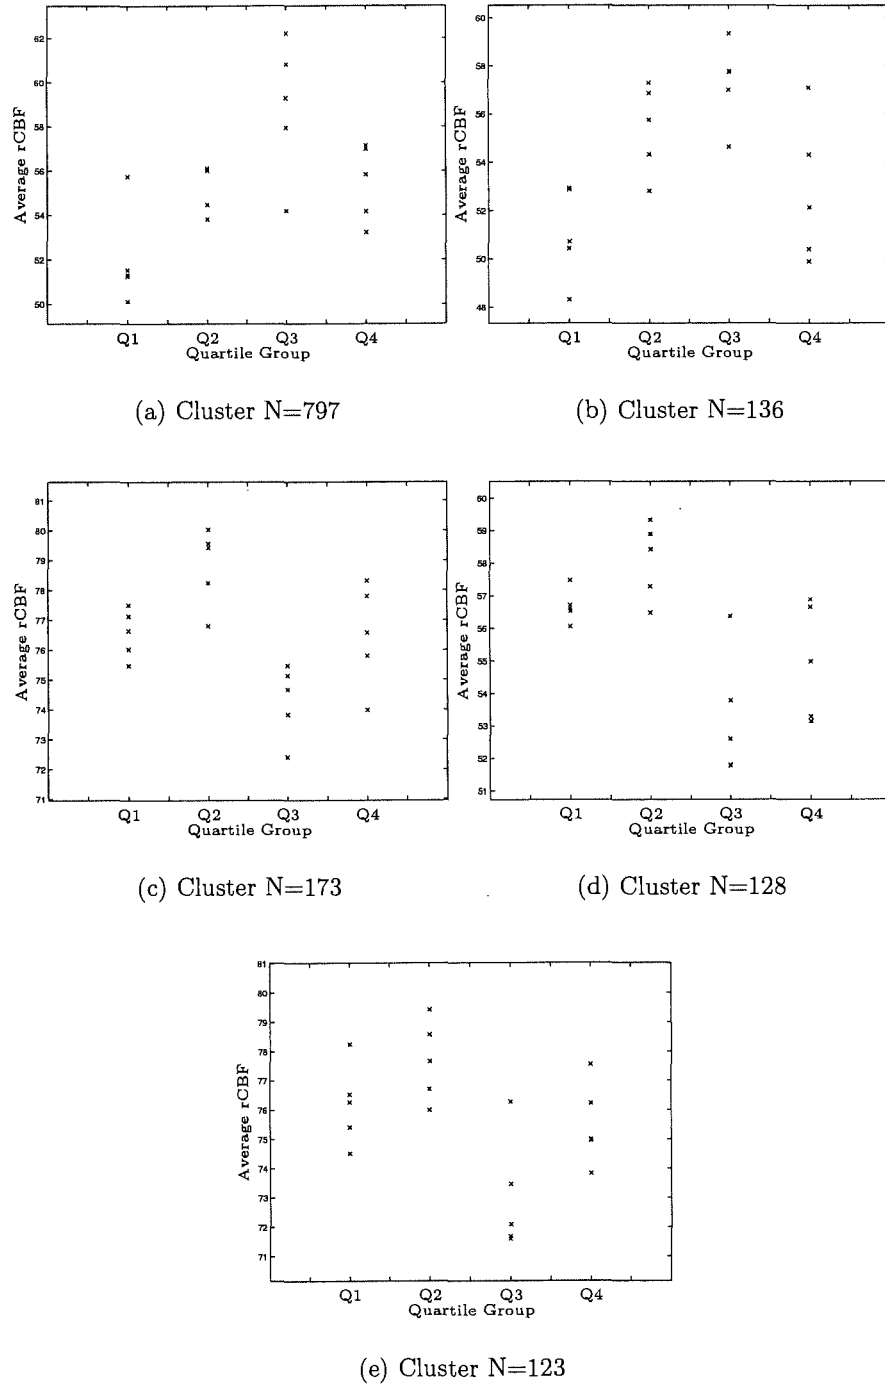 Average rCBF
62
60
58
56
54
52
50
Q1 Q2 Q3 Q4
Quartile Group
(a) Cluster N=797
Average rCBF
60
58
56
54
52
50
48
Q1 Q2 Q3 Q4
Quartile Group
(b) Cluster N=136
Average rCBF
81
80
79
78
77
76
75
74
73
72
71
Q1 Q2 Q3 Q4
Quartile Group
(c) Cluster N=173
Average rCBF
60
59
58
57
56
55
54
53
52
51
Q1 Q2 Q3 Q4
Quartile Group
(d) Cluster N=128
Average rCBF
81
80
79
78
77
76
75
74
73
72
71
Q1 Q2 Q3 Q4
Quartile Group
(e) Cluster N=123